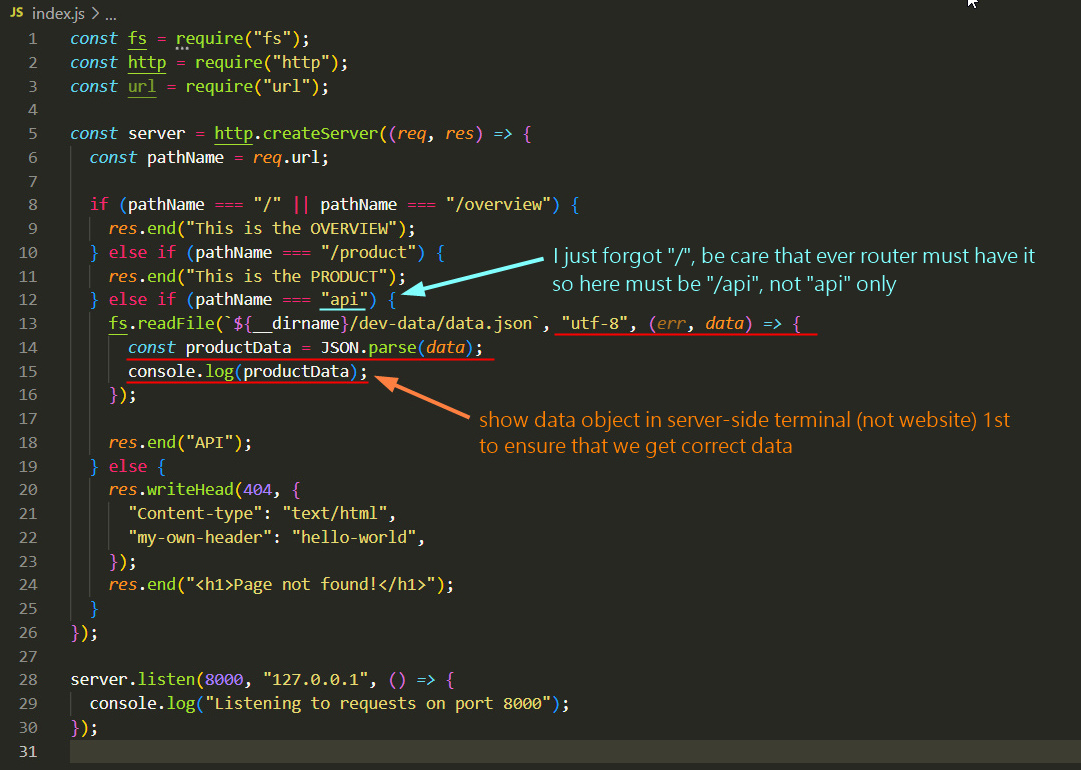 JS index.js > ...
1 const fs = require("fs");
2 const http = require("http");
3 const url = require("url");
4
5 const server = http.createServer((req, res) => {
6 const pathName = req.url;
7
8 if (pathName === "/" || pathName === "/overview") {
9 res.end("This is the OVERVIEW");
10 } else if (pathName === "/product") {
11 res.end("This is the PRODUCT");
12 } else if (pathName === "api") {
I just forgot "/", be care that ever router must have it
so here must be "/api", not "api" only
13 fs.readFile(`${__dirname}/dev-data/data.json`, "utf-8", (err, data) => {
14 const productData = JSON.parse(data);
15 console.log(productData);
16 });
show data object in server-side terminal (not website) 1st
to ensure that we get correct data
17
18 res.end("API");
19 } else {
20 res.writeHead(404, {
21 "Content-type": "text/html",
22 "my-own-header": "hello-world",
23 });
24 res.end("<h1>Page not found!</h1>");
25 }
26 });
27
28 server.listen(8000, "127.0.0.1", () => {
29 console.log("Listening to requests on port 8000");
30 });
31